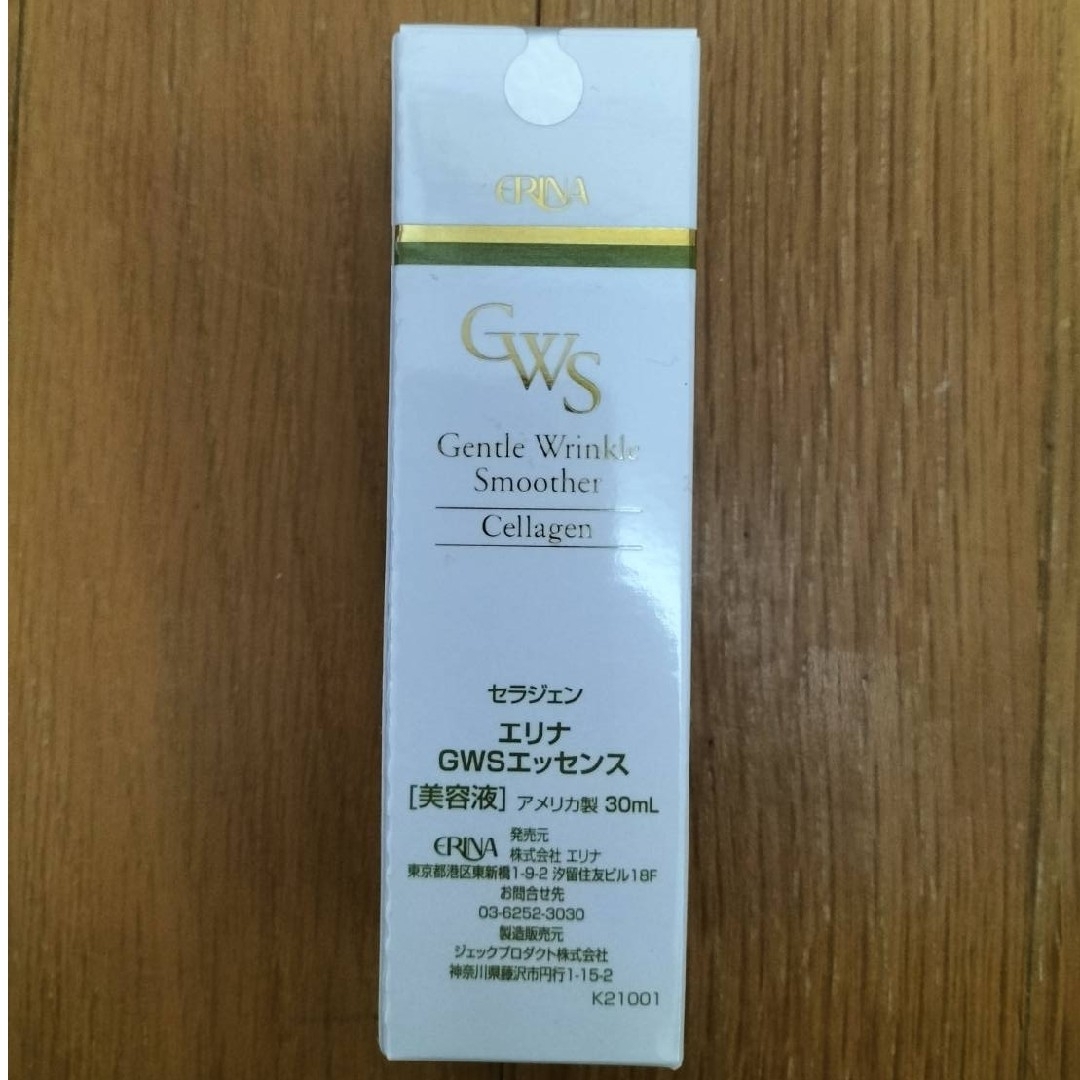 ERINA
GWS
Gentle Wrinkle
Smoother
Cellagen
セラジェン
エリナ
GWSエッセンス
[美容液] アメリカ製 30mL
ERINA 発売元
株式会社 エリナ
東京都港区東新橋1-9-2 汐留住友ビル18F
お問合せ先
03-6252-3030
製造販売元
ジェックプロダクト株式会社
神奈川県藤沢市円行1-15-2
K21001